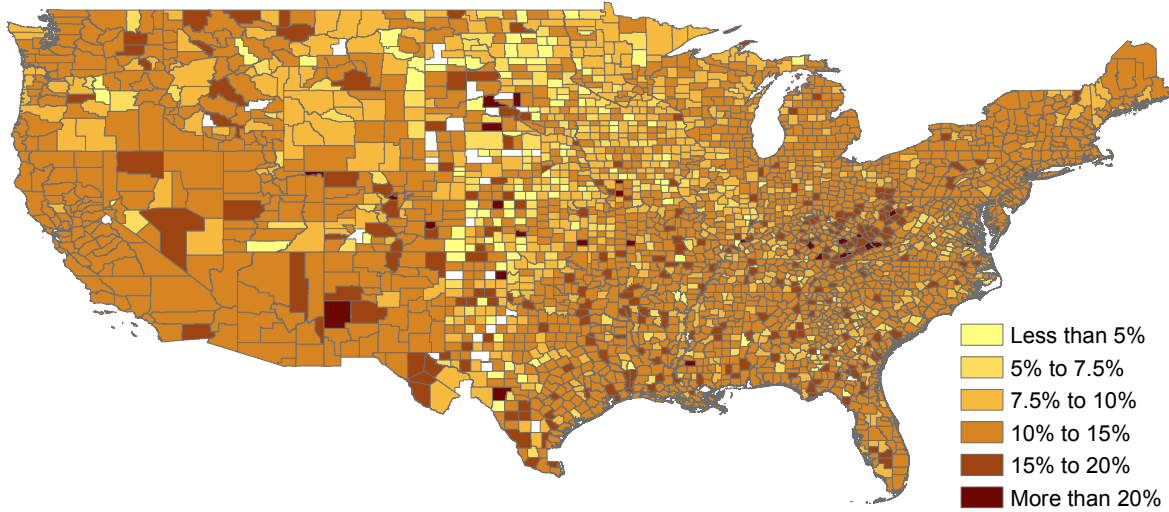 Less than 5%
5% to 7.5%
7.5% to 10%
10% to 15%
15% to 20%
More than 20%